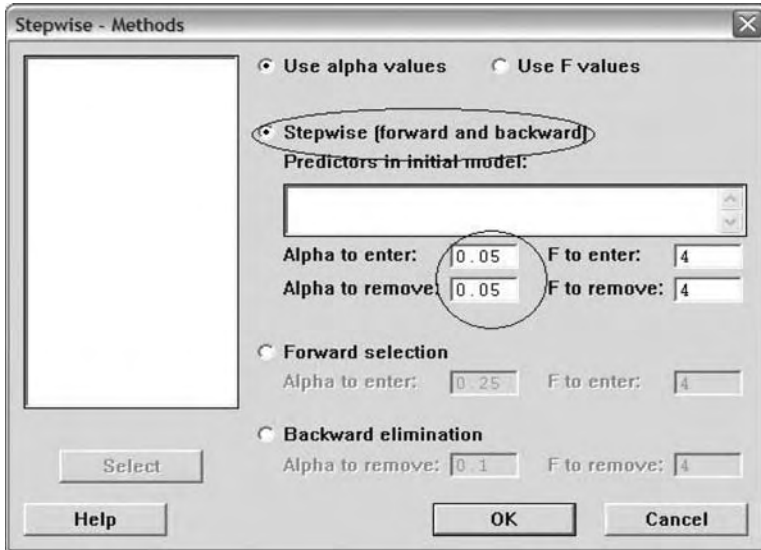 Stepwise - Methods
Use alpha values Use F values
Stepwise (forward and backward)
Predictors in initial model:
Alpha to enter: 0.05 F to enter: 4
Alpha to remove: 0.05 F to remove: 4
Forward selection
Alpha to enter: 0.25 F to enter: 4
Backward elimination
Alpha to remove: 0.1 F to remove: 4
Select
Help OK Cancel